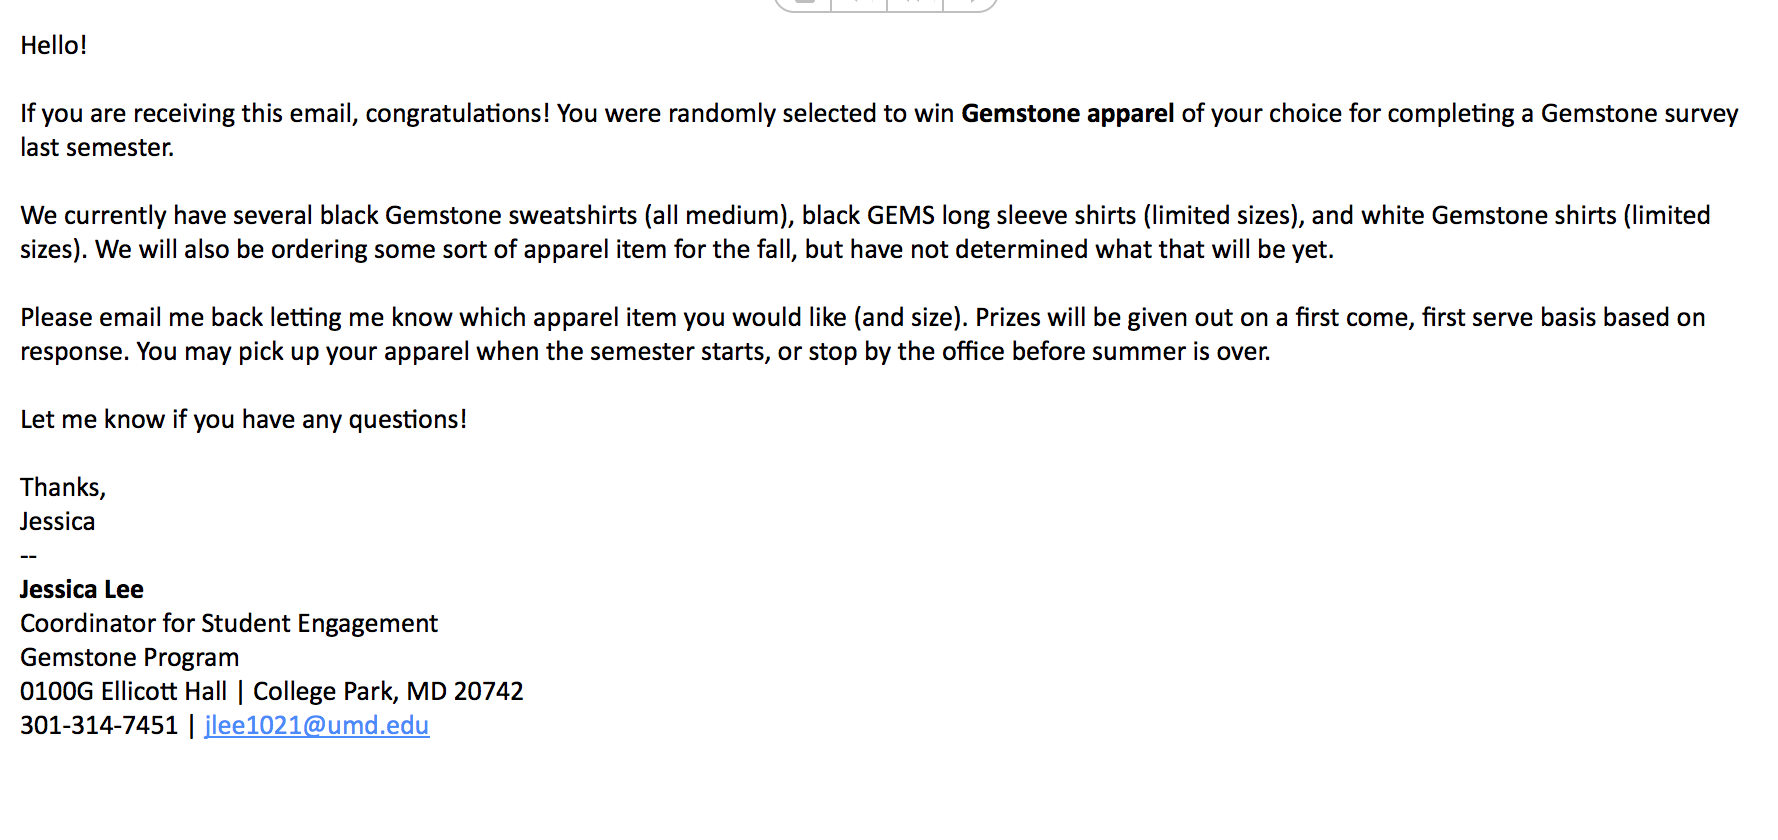 Hello!
If you are receiving this email, congratulations! You were randomly selected to win Gemstone apparel of your choice for completing a Gemstone survey
last semester.
We currently have several black Gemstone sweatshirts (all medium), black GEMS long sleeve shirts (limited sizes), and white Gemstone shirts (limited
sizes). We will also be ordering some sort of apparel item for the fall, but have not determined what that will be yet.
Please email me back letting me know which apparel item you would like (and size). Prizes will be given out on a first come, first serve basis based on
response. You may pick up your apparel when the semester starts, or stop by the office before summer is over.
Let me know if you have any questions!
Thanks,
Jessica
--
Jessica Lee
Coordinator for Student Engagement
Gemstone Program
0100G Ellicott Hall | College Park, MD 20742
301-314-7451 | jlee1021@umd.edu